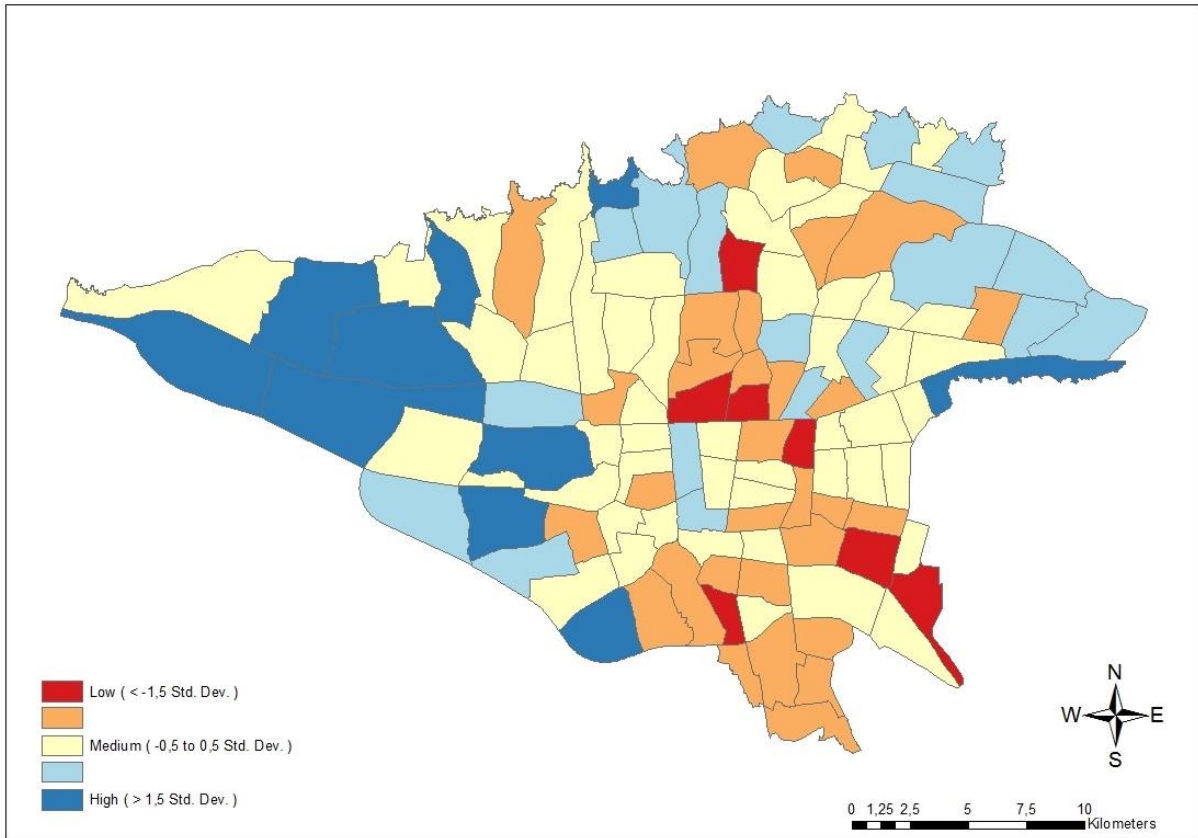 Low ( < -1,5 Std. Dev. )
Medium ( -0,5 to 0,5 Std. Dev. )
High ( > 1,5 Std. Dev. )
N
W E
S
0 1,25 2,5 5 7,5 10
Kilometers